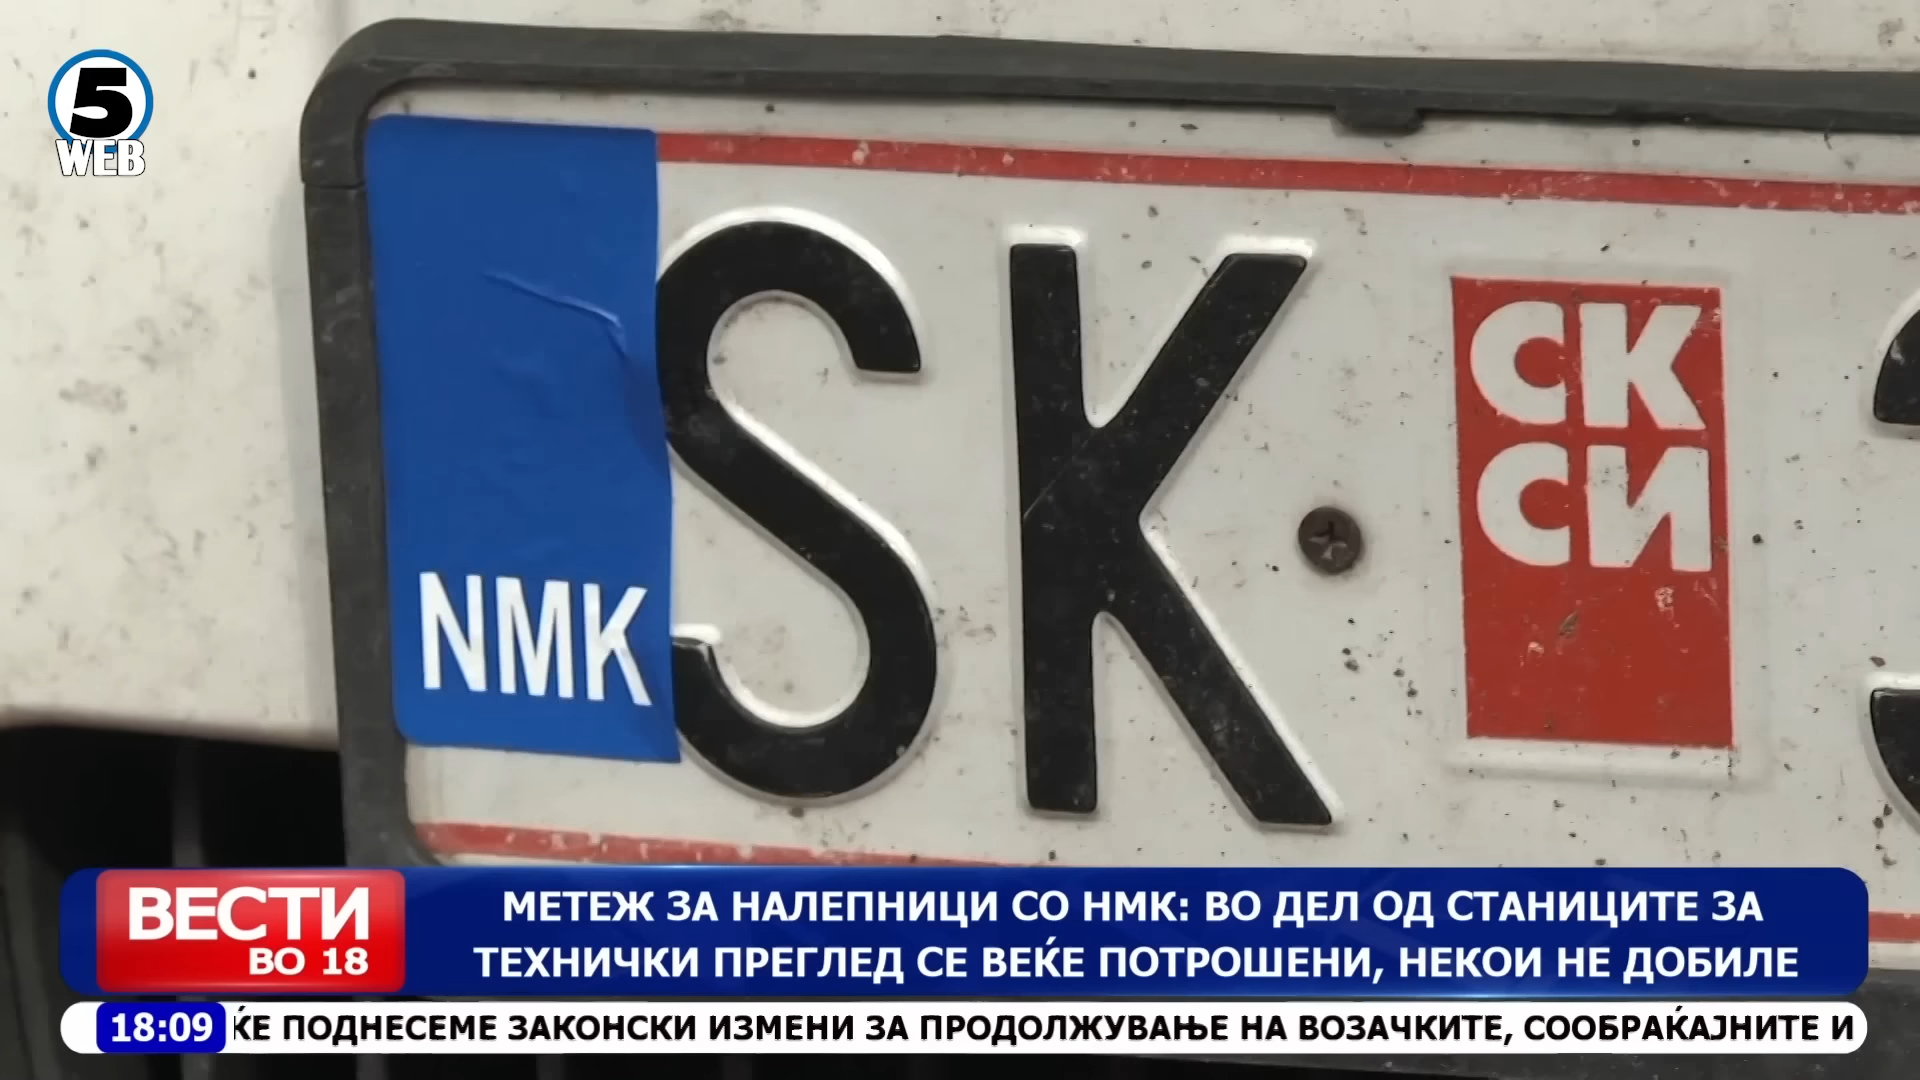 5
WEB
NMK
SK
СК
СИ
ВЕСТИ
ВО 18
МЕТЕЖ ЗА НАЛЕПНИЦИ СО НМК: ВО ДЕЛ ОД СТАНИЦИТЕ ЗА
ТЕХНИЧКИ ПРЕГЛЕД СЕ ВЕЌЕ ПОТРОШЕНИ, НЕКОИ НЕ ДОБИЛЕ
18:09
ЌЕ ПОДНЕСЕМЕ ЗАКОНСКИ ИЗМЕНИ ЗА ПРОДОЛЖУВАЊЕ НА ВОЗАЧКИТЕ, СООБРАЌАЈНИТЕ И